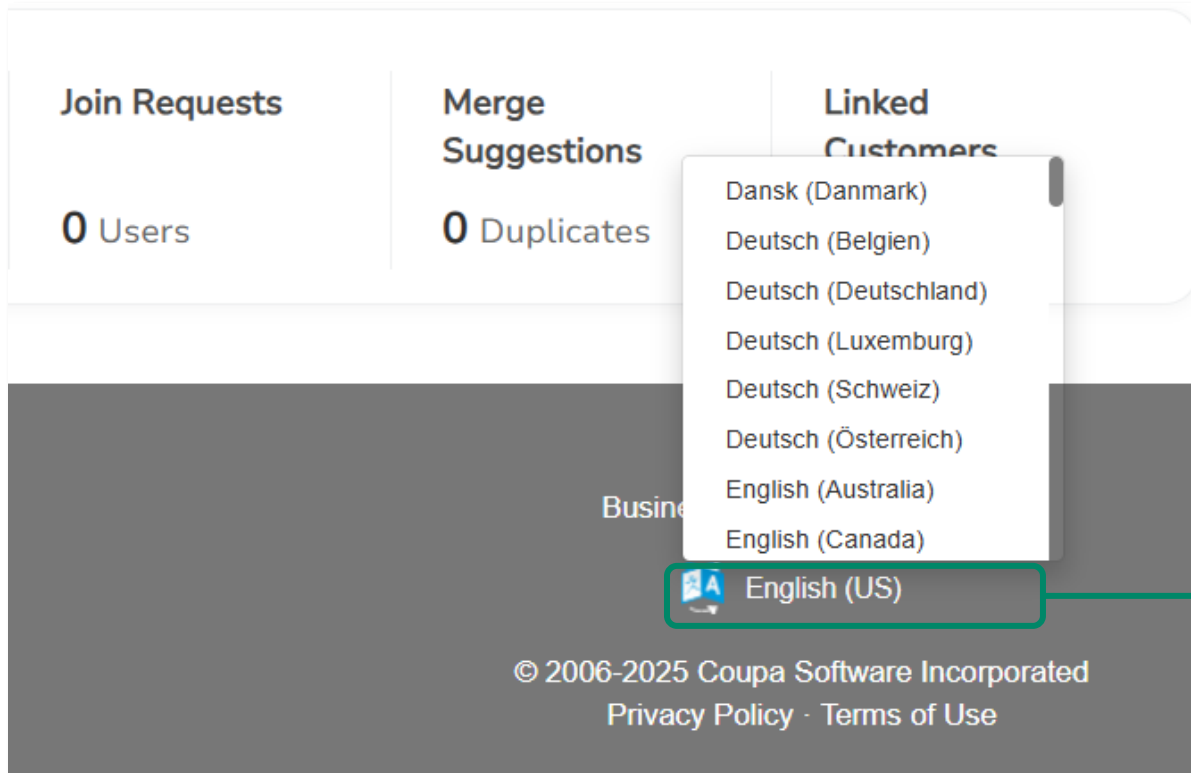 Join Requests
0 Users
Merge
Suggestions
0 Duplicates
Linked
Customers
Dansk (Danmark)
Deutsch (Belgien)
Deutsch (Deutschland)
Deutsch (Luxemburg)
Deutsch (Schweiz)
Deutsch (Österreich)
English (Australia)
English (Canada)
Busine
A English (US)
© 2006-2025 Coupa Software Incorporated
Privacy Policy · Terms of Use